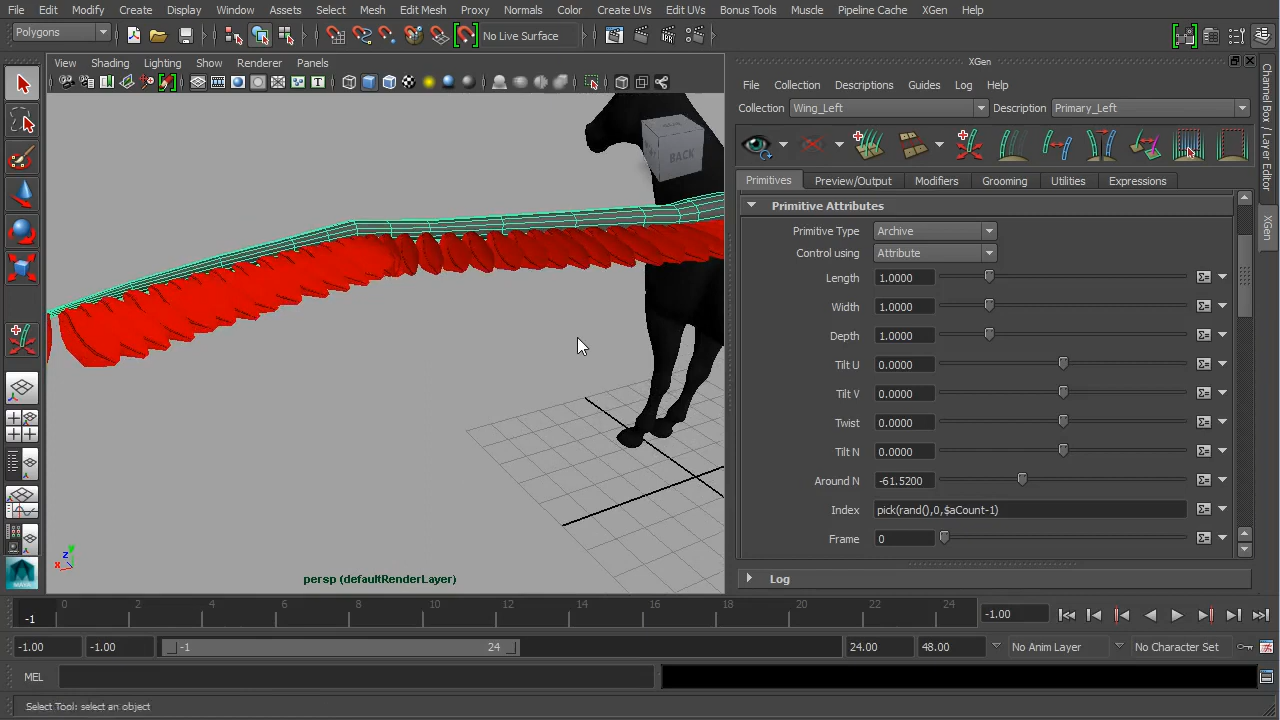 File Edit Modify Create Display Window Assets Select Mesh Edit Mesh Proxy Normals Color Create UVs Edit UVs Bonus Tools Muscle Pipeline Cache XGen Help
Polygons
No Live Surface
View Shading Lighting Show Renderer Panels
XGen
File Collection Descriptions Guides Log Help
Collection Wing_Left Description Primary_Left
Primitives Preview/Output Modifiers Grooming Utilities Expressions
Primitive Attributes
Primitive Type Archive
Control using Attribute
Length 1.0000
Width 1.0000
Depth 1.0000
Tilt U 0.0000
Tilt V 0.0000
Twist 0.0000
Tilt N 0.0000
Around N -61.5200
Index pick(rand(),0,$aCount-1)
Frame 0
Log
BACK
y
z
x
persp (defaultRenderLayer)
Channel Box / Layer Editor
XGen
0 2 4 6 8 10 12 14 16 18 20 22 24
-1
-1.00
-1.00 -1.00 -1 24 24.00 48.00 No Anim Layer No Character Set
MEL
Select Tool: select an object